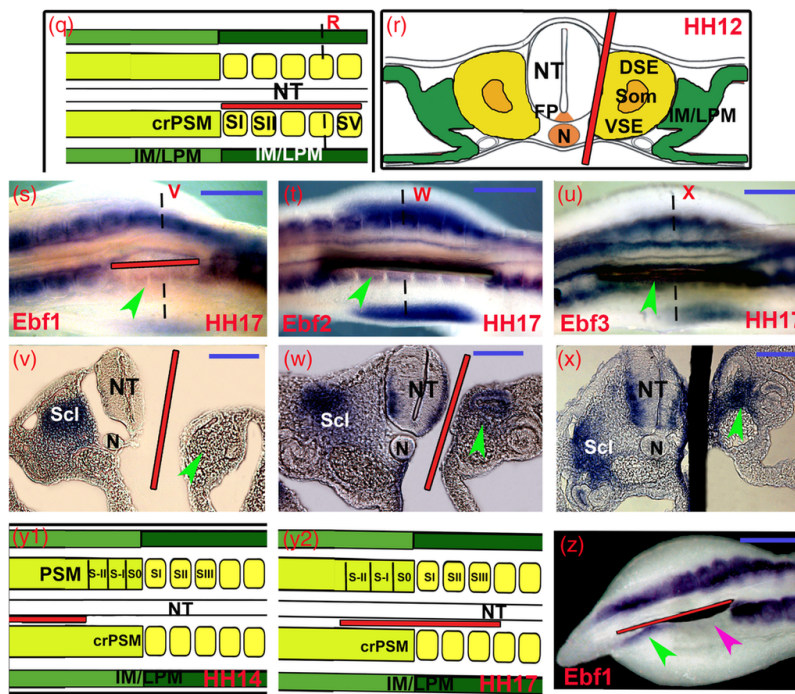 (q)
R
NT
crPSM
SI SII I SV
IM/LPM IM/LPM
(r)
HH12
NT DSE
Som
FP IM/LPM
N VSE
(s)
V
Ebf1 HH17
(t)
W
Ebf2 HH17
(u)
X
Ebf3 HH17
(v)
NT
Scl
N
(w)
NT
Scl
N
(x)
NT
Scl N
(y1)
PSM S-II S-I S0 SI SII SIII
NT
crPSM
IM/LPM HH14
(y2)
S-II S-I S0 SI SII SIII
NT
crPSM
IM/LPM HH17
(z)
Ebf1